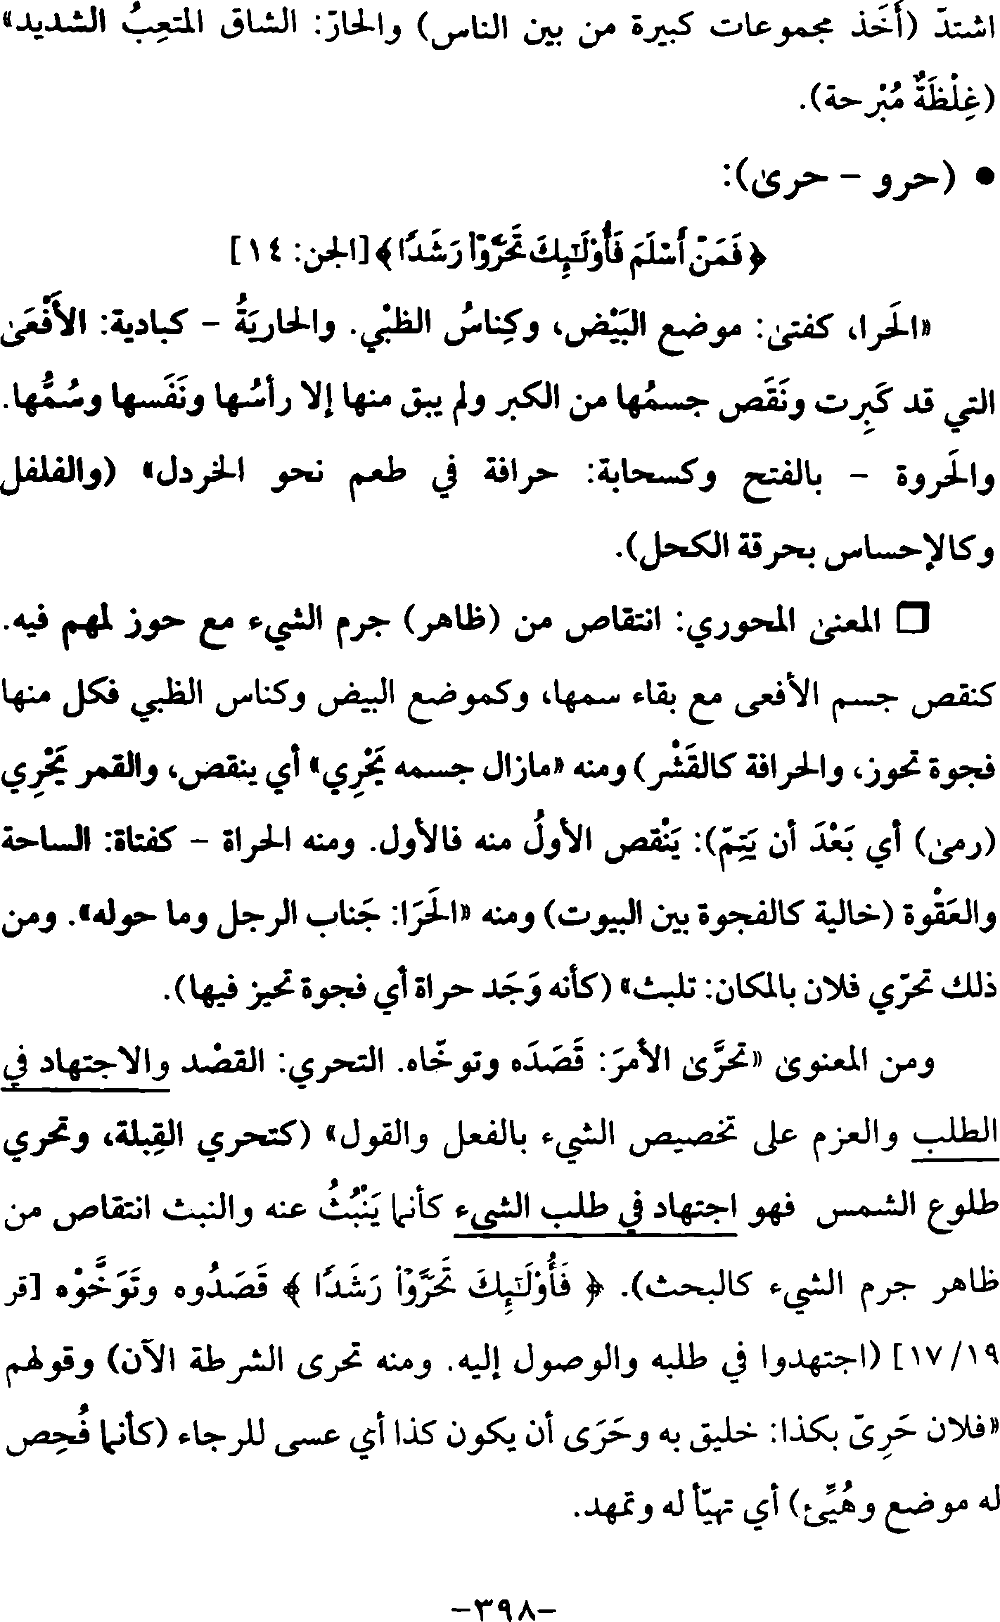 اشتدّ (أَخَذ مجموعات كبيرة من بين الناس) والحارّ: الشاق المتعِبُ الشديد»
(غِلْظَةٌ مُبْرحة).
• (حرو - حرى):
﴿فَمَنْ أَسْلَمَ فَأُوْلَٰٓئِكَ تَحَرَّوْاْ رَشَدًا﴾ [الجن: ١٤]
«الحَرا، كفتىٰ: موضع البَيْض، وكِناسُ الظبْي. والحاريَةُ - كبادية: الأَفْعَىٰ
التي قد كَبِرت ونَقَص جسمُها من الكبر ولم يبق منها إلا رأسُها ونَفَسها وسُمُّها.
والحَروة - بالفتح وكسحابة: حرافة في طعم نحو الخردل» (والفلفل
وكالإحساس بحرقة الكحل).
❑ المعنىٰ المحوري: انتقاص من (ظاهر) جرم الشيء مع حوز لمهم فيه.
كنقص جسم الأفعى مع بقاء سمها، وكموضع البيض وكناس الظبي فكل منها
فجوة تحوز، والحرافة كالقَشْر) ومنه «مازال جسمه يَحْرِي» أي ينقص، والقمر يَحْرِي
(رمىٰ) أي بَعْدَ أن يَتِمّ): يَنْقص الأولُ منه فالأول. ومنه الحراة - كفتاة: الساحة
والعَقْوة (خالية كالفجوة بين البيوت) ومنه «الحَرَا: جَناب الرجل وما حوله». ومن
ذلك تحرّي فلان بالمكان: تلبث» (كأنه وَجَد حراة أي فجوة تحيز فيها).
ومن المعنوىٰ «تحرَّىٰ الأمرَ: قَصَدَه وتوخّاه. التحري: القصْد والاجتهاد في
الطلب والعزم على تخصيص الشيء بالفعل والقول» (كتحري القِبلة، وتحري
طلوع الشمس فهو اجتهاد في طلب الشيء كأنما يَنْبُثُ عنه والنبث انتقاص من
ظاهر جرم الشيء كالبحث). ﴿ فَأُوْلَٰٓئِكَ تَحَرَّوْاْ رَشَدًا ﴾ قَصَدُوه وتَوَخَّوْه [قر
١٧/١٩] (اجتهدوا في طلبه والوصول إليه. ومنه تحرى الشرطة الآن) وقولهم
«فلان حَرِىّ بكذا: خليق به وحَرَى أن يكون كذا أي عسى للرجاء (كأنما فُحِص
له موضع وهُيِّئ) أي تهيّأ له وتمهد.
-٣٩٨-